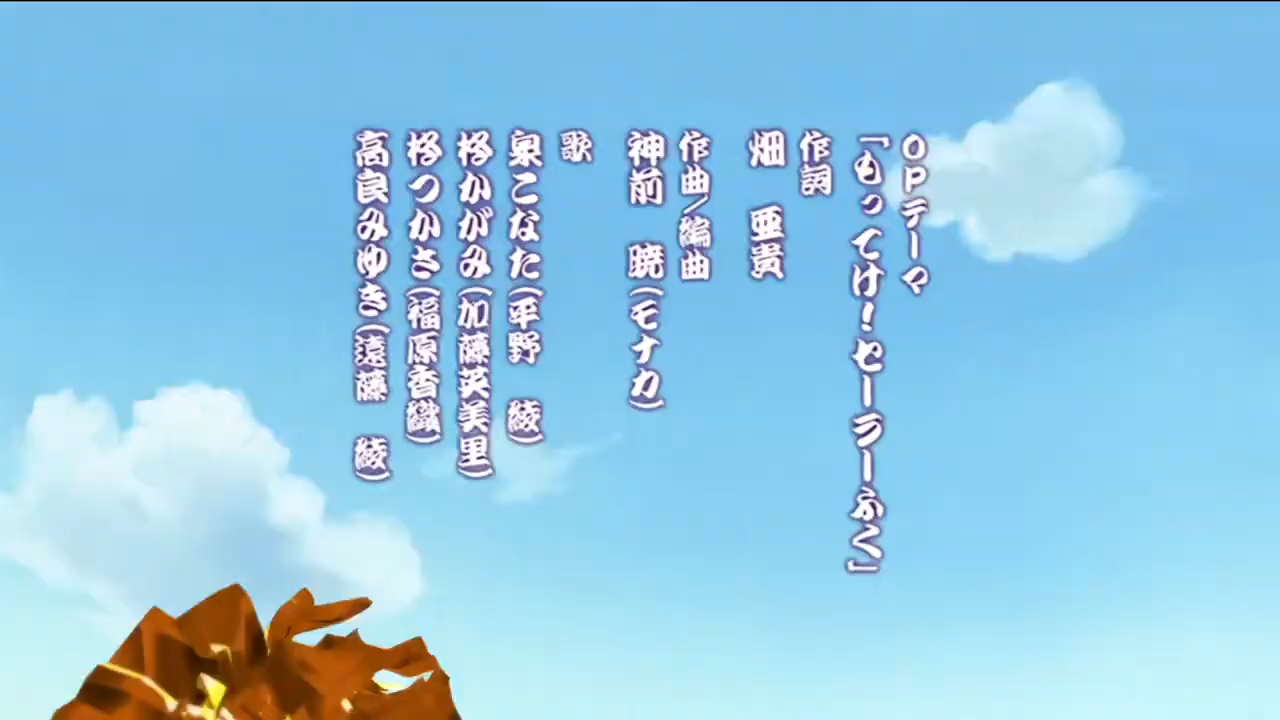 OPテーマ
「もってけ!セーラーふく」
作詞
畑 亜貴
作曲/編曲
神前 暁(モナカ)
歌
泉こなた(平野 綾)
柊かがみ(加藤英美里)
柊つかさ(福原香織)
高良みゆき(遠藤 綾)